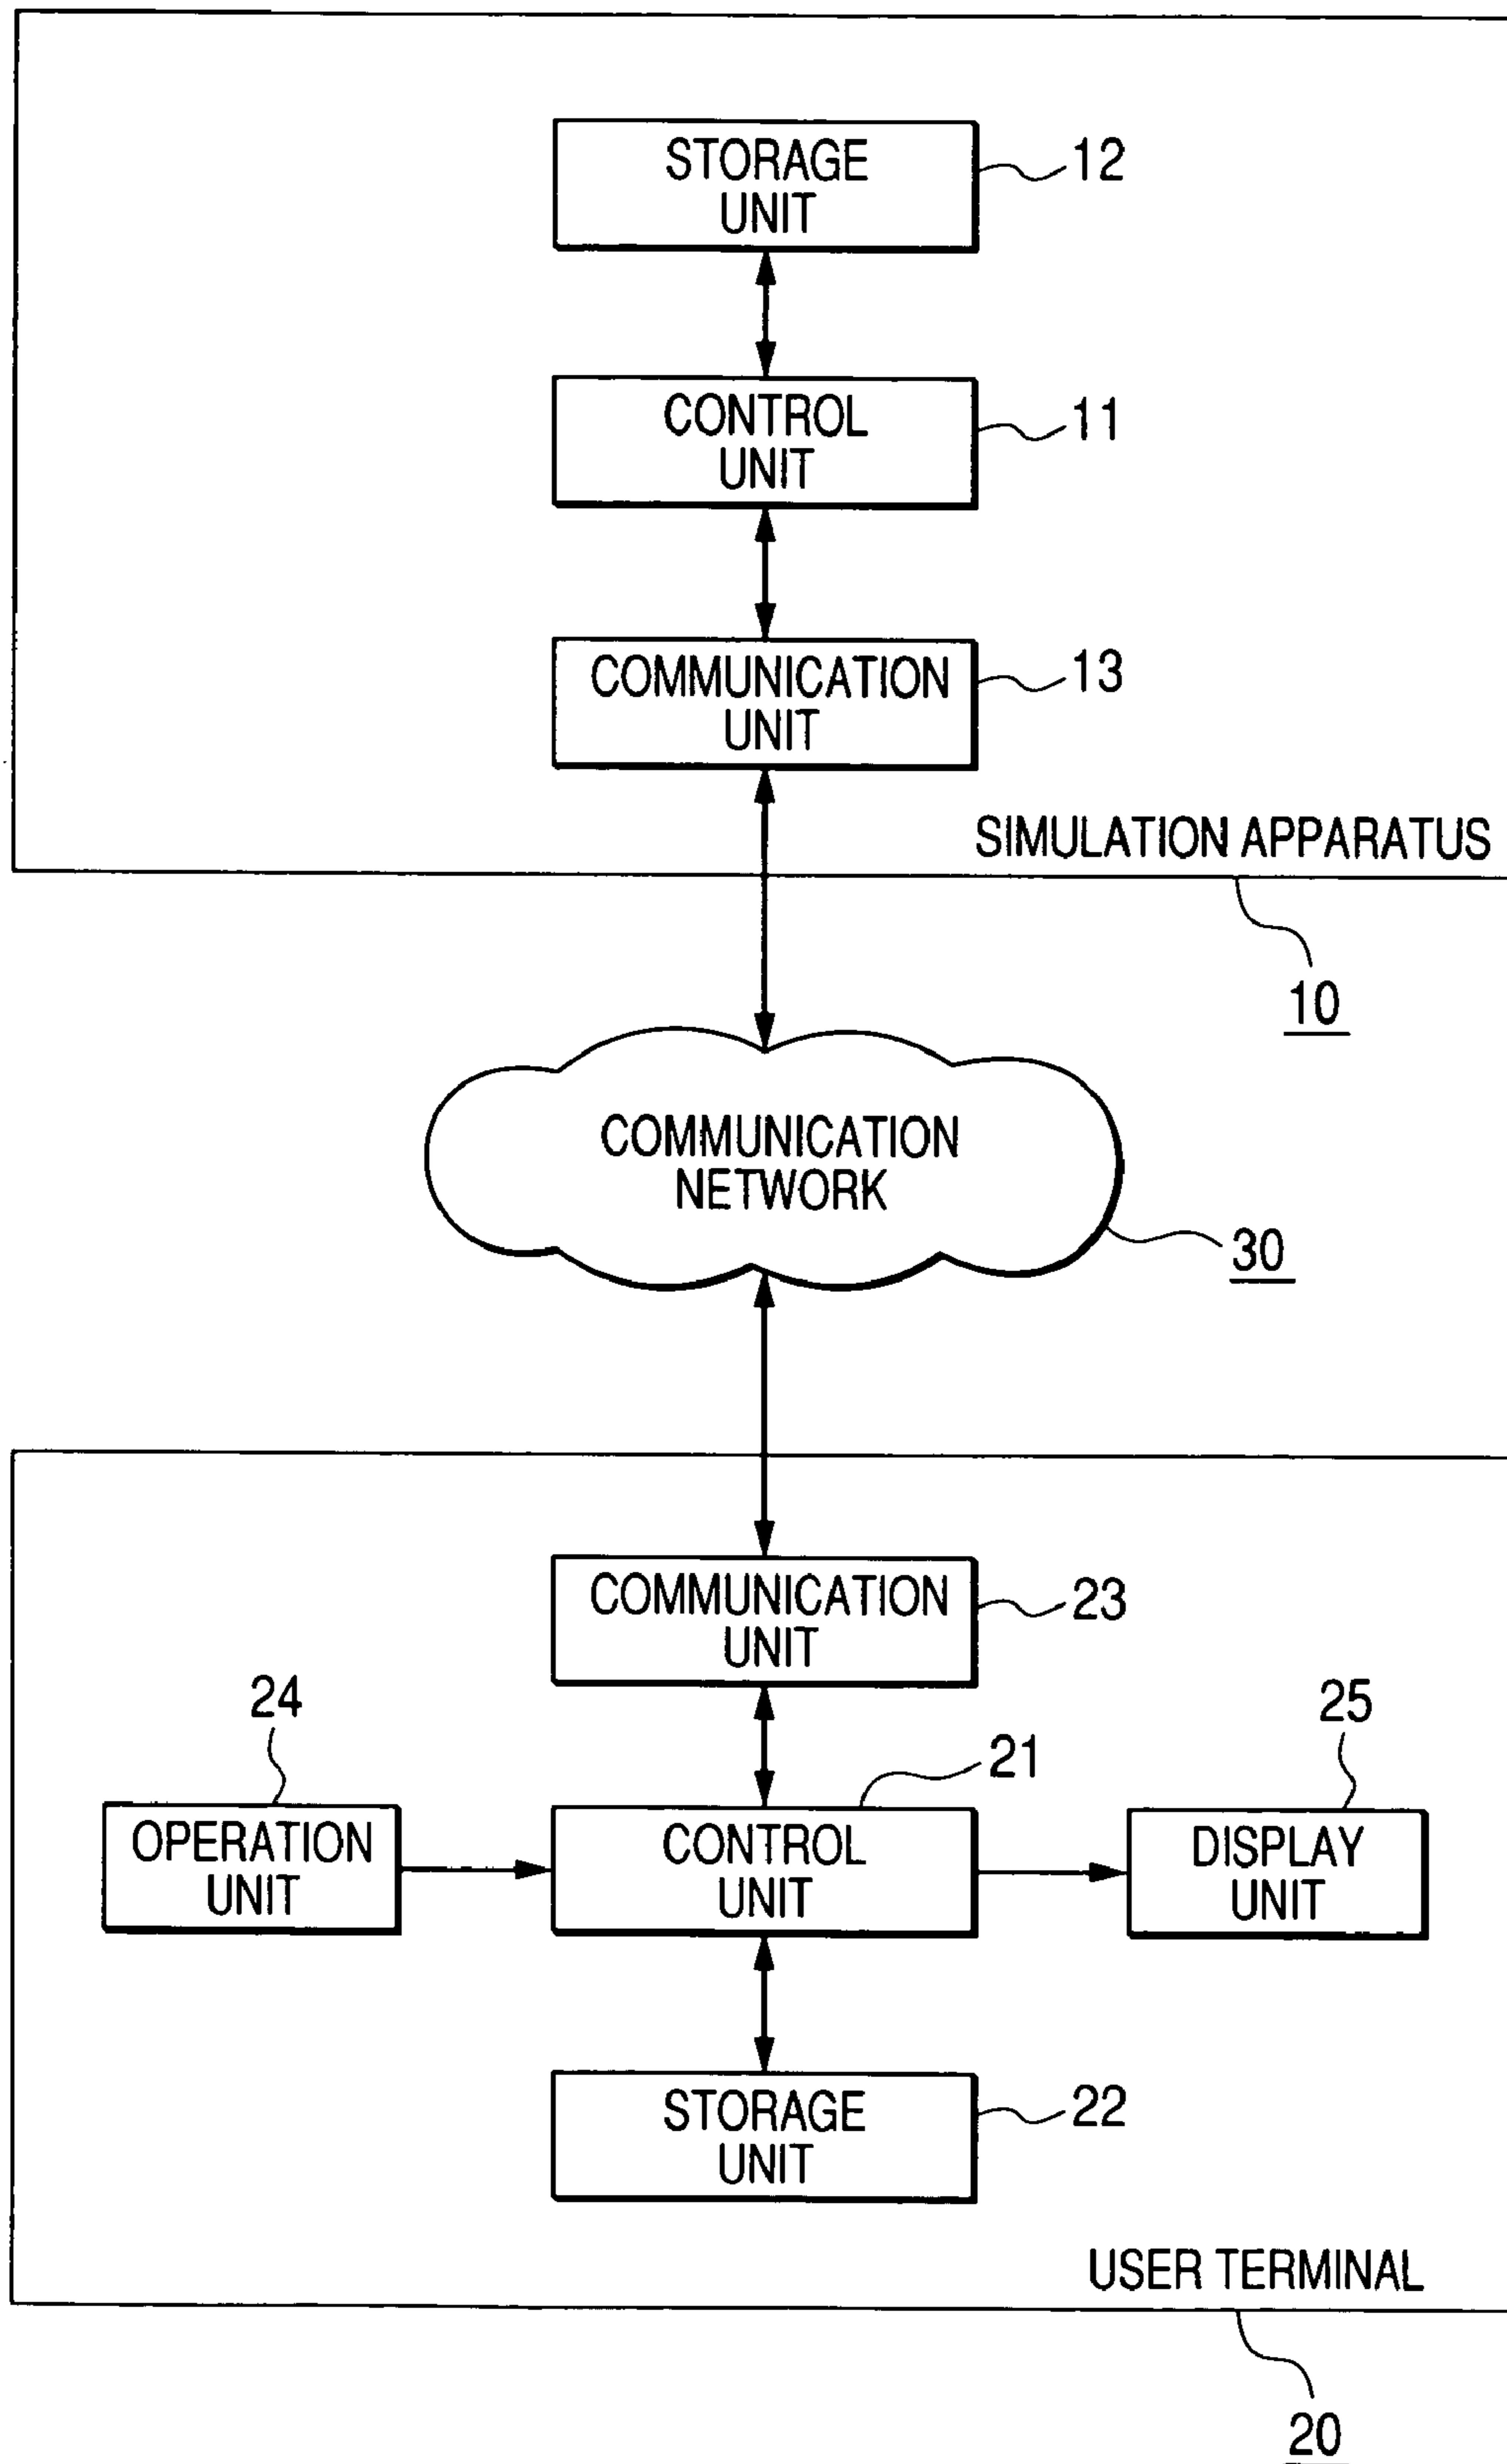 STORAGE
UNIT
12
CONTROL
UNIT
11
COMMUNICATION
UNIT
13
SIMULATION APPARATUS
10
COMMUNICATION
NETWORK
30
COMMUNICATION
UNIT
23
24
25
21
OPERATION
UNIT
CONTROL
UNIT
DISPLAY
UNIT
STORAGE
UNIT
22
USER TERMINAL
20